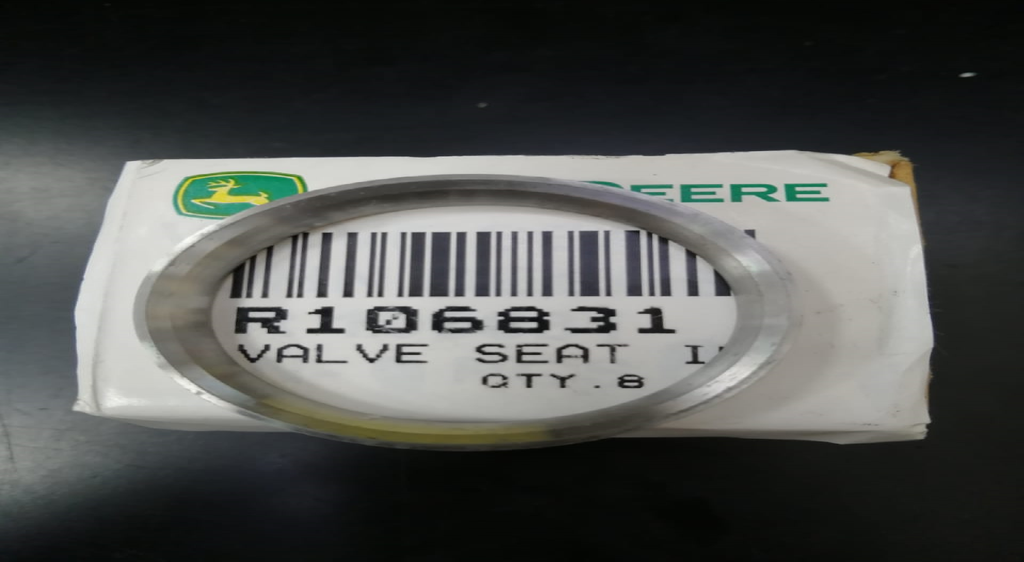 DEERE
R106831
VALVE SEAT
QTY.8